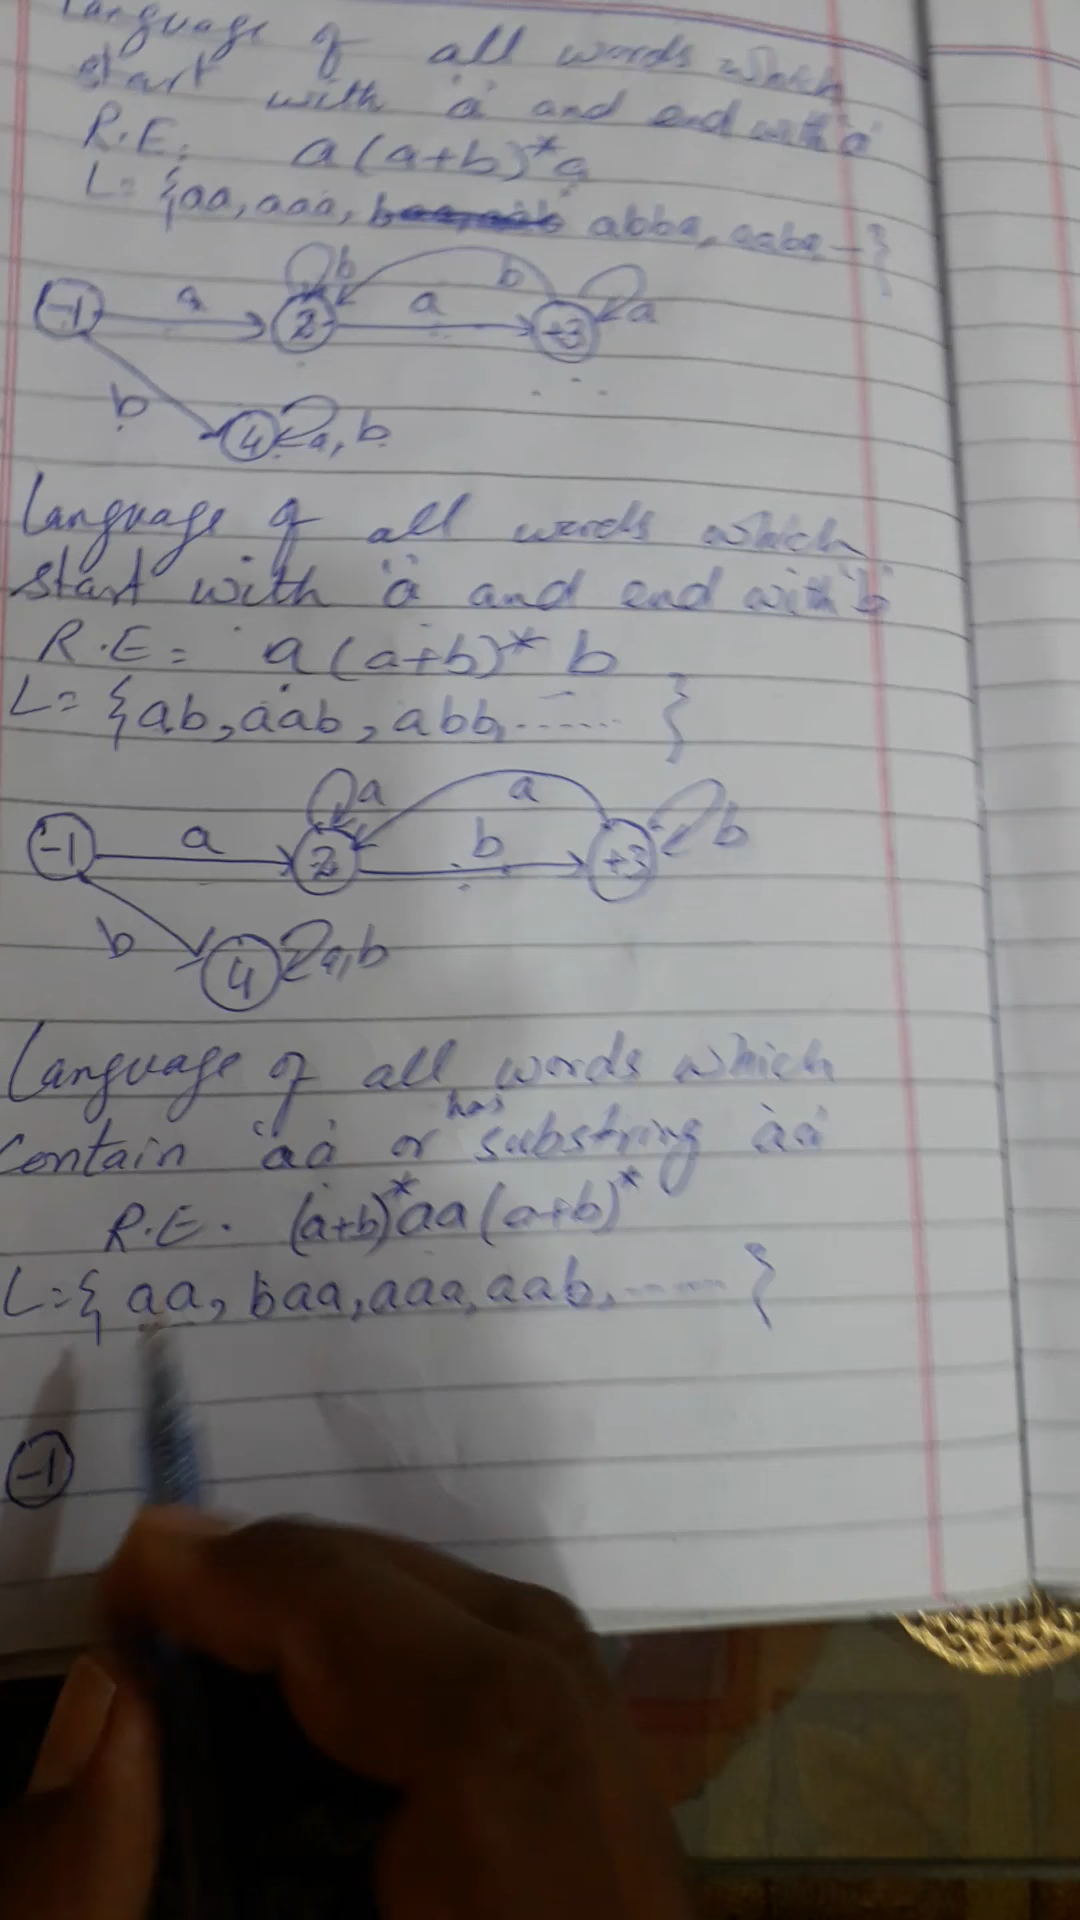 Language of all words which
start with 'a' and end with 'a'
R.E. a(a+b)*a
L= {aa, aaa, abba, aaba -}
b b
-1 a 2 a +3 a
b
4 a, b
Language of all words which
start with 'a' and end with 'b'
R.E = a(a+b)* b
L= {ab, aab, abb, ------ }
a a
-1 a 2 b +3 b
b
4 a,b
Language of all words which
Contain 'aa' or has substring 'aa'
R.E. (a+b)*aa(a+b)*
L={ aa, baa, aaa, aab, ------ }
-1